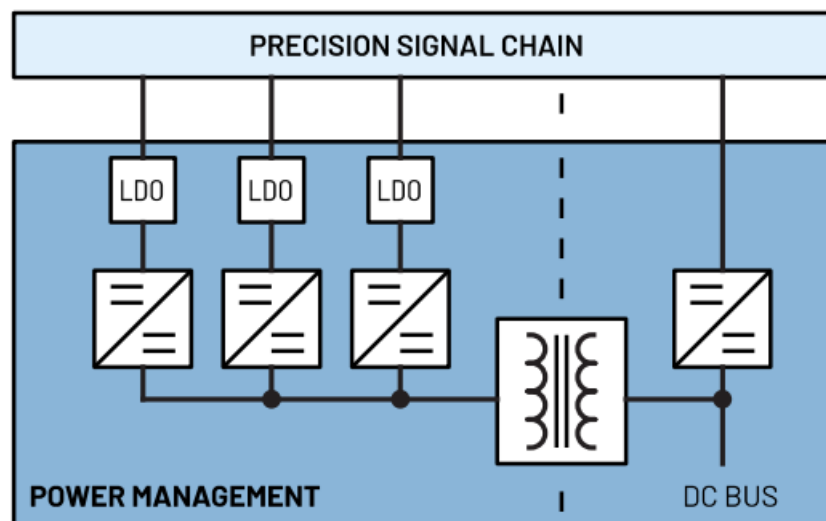 PRECISION SIGNAL CHAIN
LDO LDO LDO
POWER MANAGEMENT DC BUS